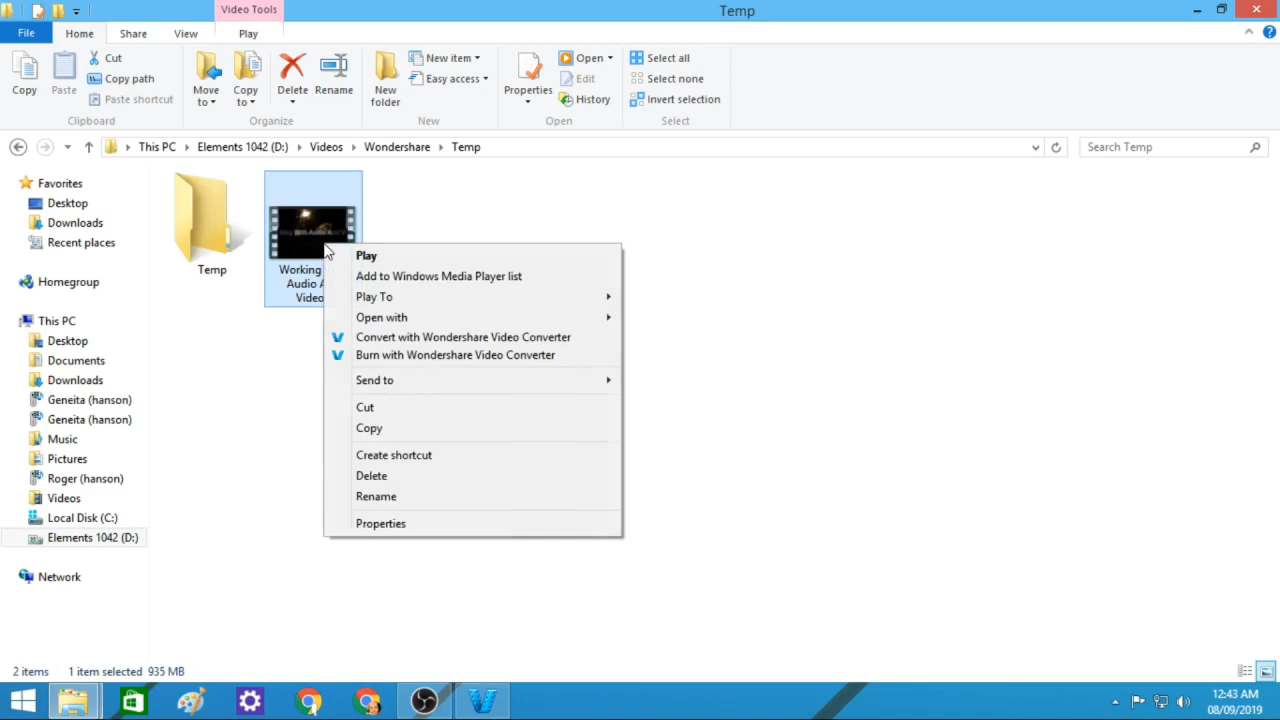 Video Tools
Temp
File
Home
Share
View
Play
Copy
Paste
Cut
Copy path
Paste shortcut
Clipboard
Move to
Copy to
Delete
Rename
Organize
New folder
New item
Easy access
New
Properties
Open
Edit
History
Open
Select all
Select none
Invert selection
Select
This PC
Elements 1042 (D:)
Videos
Wondershare
Temp
Search Temp
Favorites
Desktop
Downloads
Recent places
Homegroup
This PC
Desktop
Documents
Downloads
Geneita (hanson)
Geneita (hanson)
Music
Pictures
Roger (hanson)
Videos
Local Disk (C:)
Elements 1042 (D:)
Network
Temp
Working
Audio A
Video
Play
Add to Windows Media Player list
Play To
Open with
Convert with Wondershare Video Converter
Burn with Wondershare Video Converter
Send to
Cut
Copy
Create shortcut
Delete
Rename
Properties
2 items
1 item selected 935 MB
12:43 AM
08/09/2019